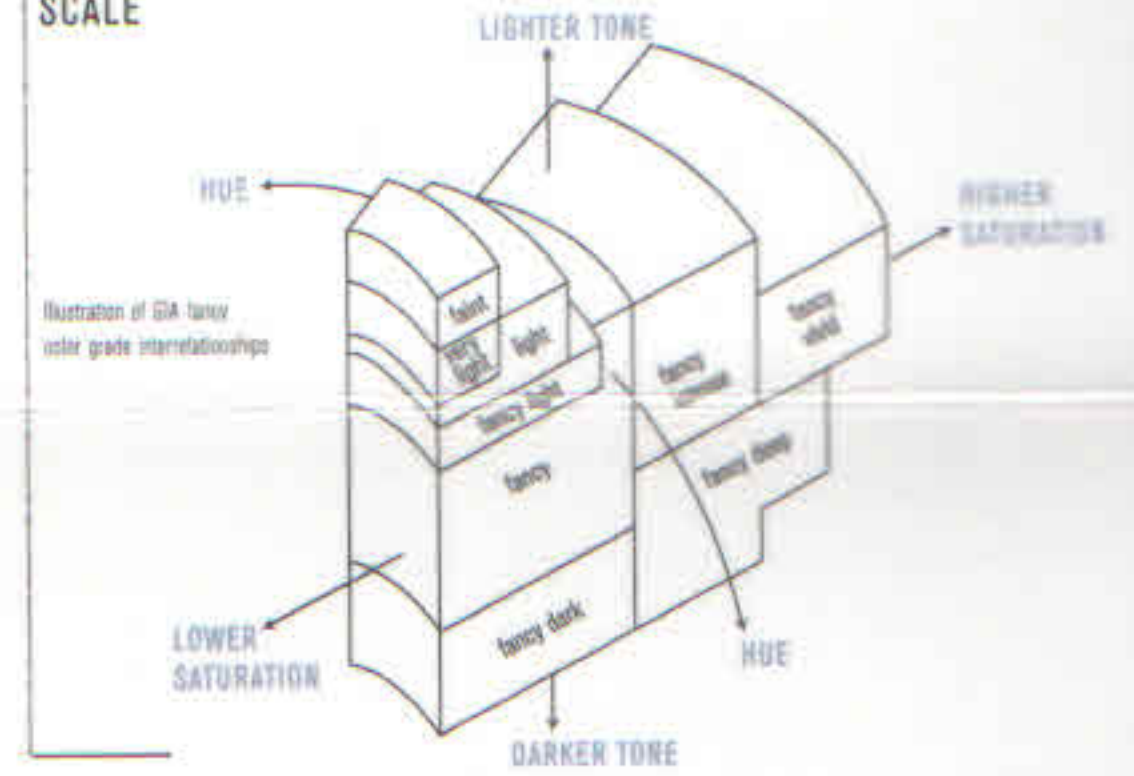 SCALE
LIGHTER TONE
HUE
HIGHER
SATURATION
Illustration of GIA fancy
color grade interrelationships
faint
very
light
light
fancy light
fancy
fancy dark
fancy
intense
fancy
vivid
fancy deep
LOWER
SATURATION
HUE
DARKER TONE